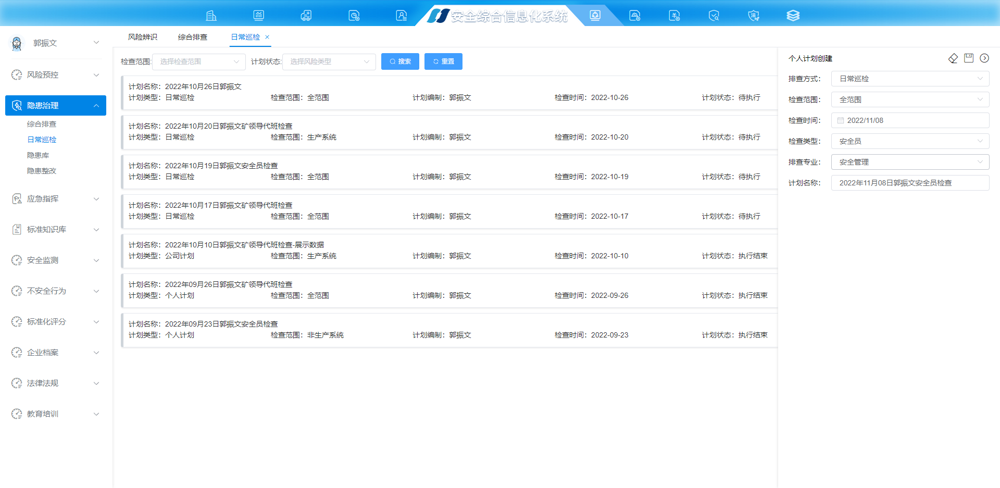 安全综合信息化系统
郭振文
风险预控
隐患治理
综合排查
日常巡检
隐患库
隐患整改
应急指挥
标准知识库
安全监测
不安全行为
标准化评分
企业档案
法律法规
教育培训
风险辨识 综合排查 日常巡检 ×
检查范围: 选择检查范围 计划状态: 选择风险类型 搜索 重置
计划名称：2022年10月26日郭振文
计划类型：日常巡检 检查范围：全范围 计划编制：郭振文 检查时间：2022-10-26 计划状态：待执行
计划名称：2022年10月20日郭振文矿领导代班检查
计划类型：日常巡检 检查范围：生产系统 计划编制：郭振文 检查时间：2022-10-20 计划状态：待执行
计划名称：2022年10月19日郭振文安全员检查
计划类型：日常巡检 检查范围：全范围 计划编制：郭振文 检查时间：2022-10-19 计划状态：待执行
计划名称：2022年10月17日郭振文矿领导代班检查
计划类型：日常巡检 检查范围：全范围 计划编制：郭振文 检查时间：2022-10-17 计划状态：待执行
计划名称：2022年10月10日郭振文矿领导代班检查-展示数据
计划类型：公司计划 检查范围：生产系统 计划编制：郭振文 检查时间：2022-10-10 计划状态：执行结束
计划名称：2022年09月26日郭振文矿领导代班检查
计划类型：个人计划 检查范围：全范围 计划编制：郭振文 检查时间：2022-09-26 计划状态：执行结束
计划名称：2022年09月23日郭振文安全员检查
计划类型：个人计划 检查范围：非生产系统 计划编制：郭振文 检查时间：2022-09-23 计划状态：执行结束
个人计划创建
排查方式： 日常巡检
检查范围： 全范围
检查时间： 2022/11/08
检查类型： 安全员
排查专业： 安全管理
计划名称： 2022年11月08日郭振文安全员检查